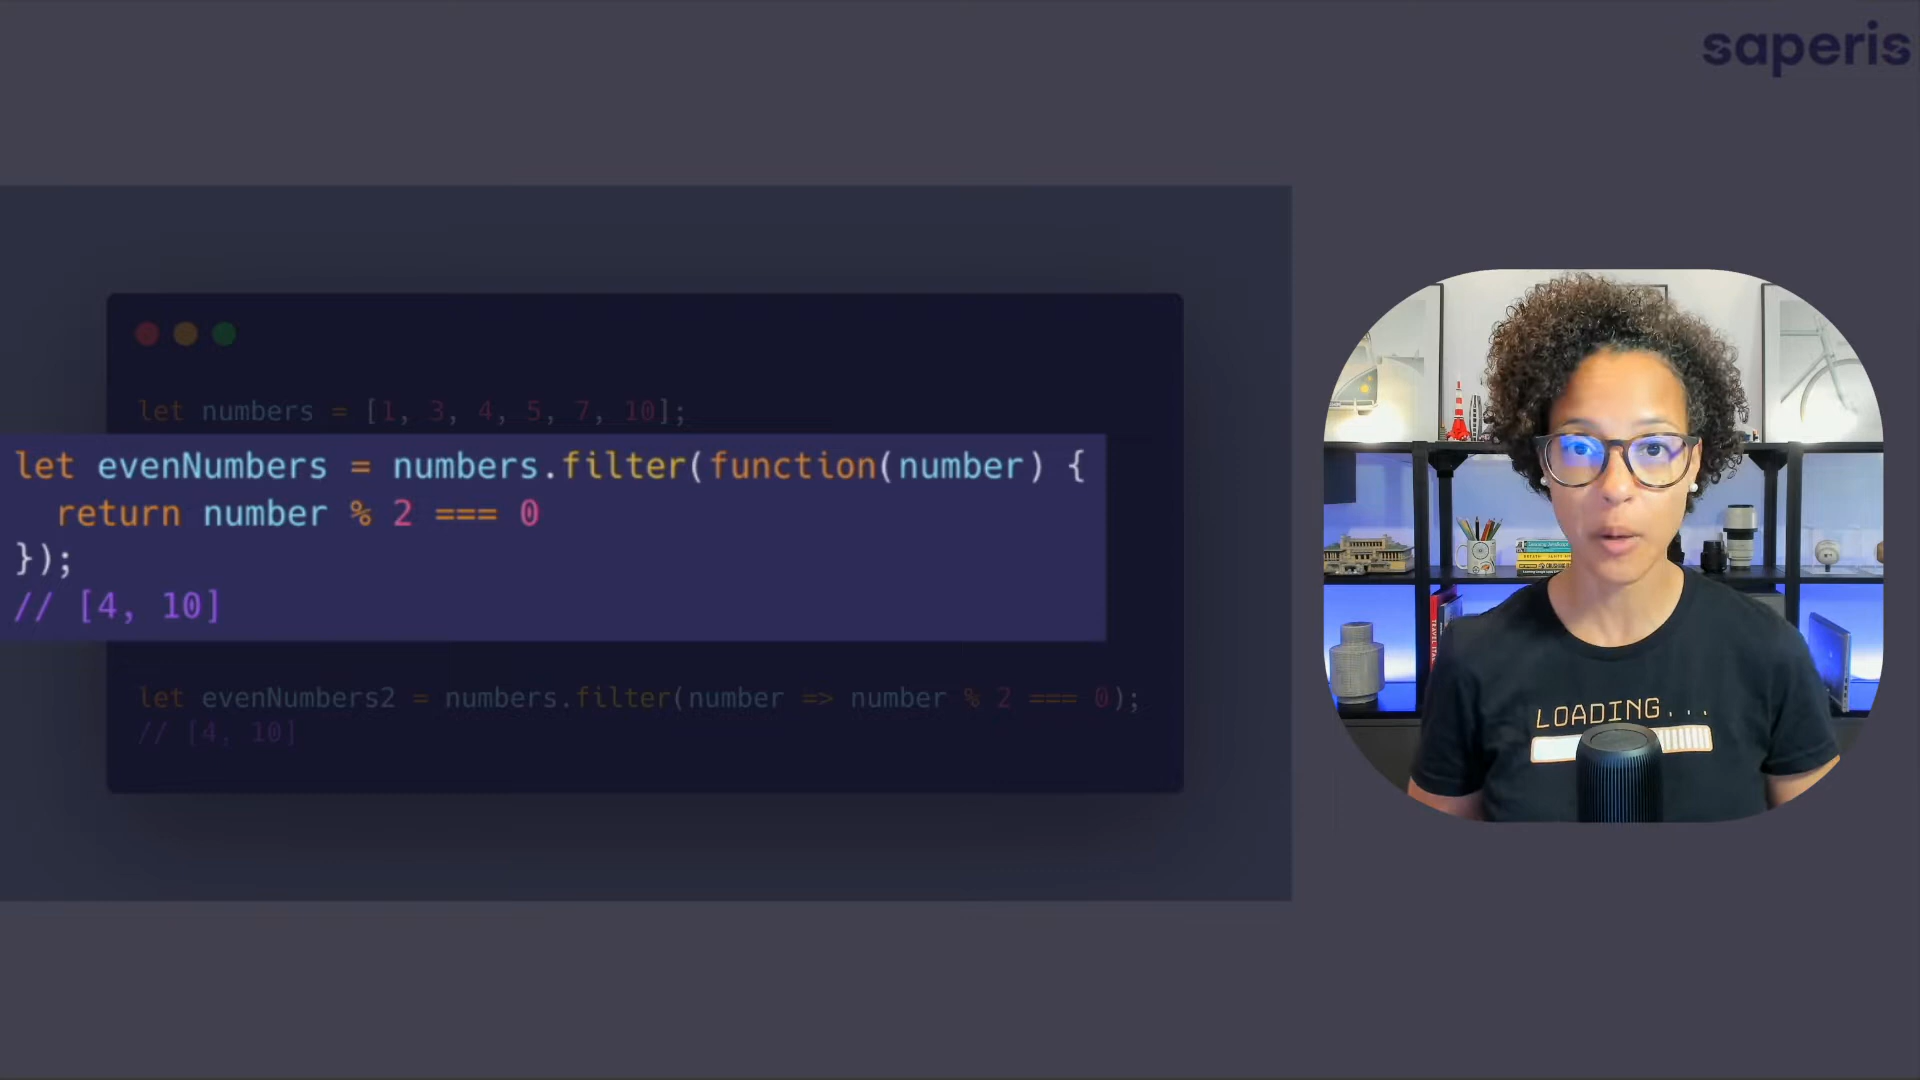 saperis
let numbers = [1, 3, 4, 5, 7, 10];
let evenNumbers = numbers.filter(function(number) {
  return number % 2 === 0
});
// [4, 10]
let evenNumbers2 = numbers.filter(number => number % 2 === 0);
// [4, 10]
LOADING...